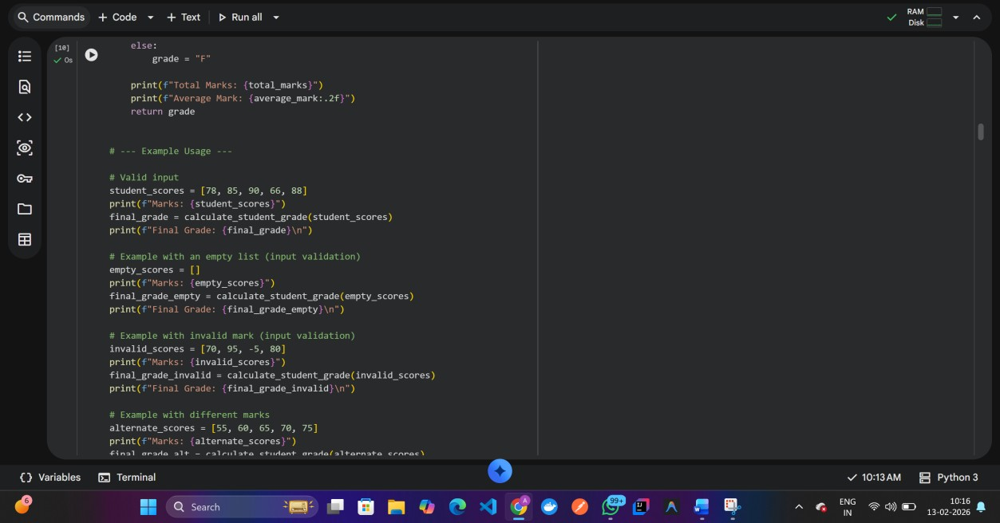 Commands
+ Code
+ Text
Run all
RAM
Disk
[10]
0s
else:
grade = "F"
print(f"Total Marks: {total_marks}")
print(f"Average Mark: {average_mark:.2f}")
return grade
# --- Example Usage ---
# Valid input
student_scores = [78, 85, 90, 66, 88]
print(f"Marks: {student_scores}")
final_grade = calculate_student_grade(student_scores)
print(f"Final Grade: {final_grade}\n")
# Example with an empty list (input validation)
empty_scores = []
print(f"Marks: {empty_scores}")
final_grade_empty = calculate_student_grade(empty_scores)
print(f"Final Grade: {final_grade_empty}\n")
# Example with invalid mark (input validation)
invalid_scores = [70, 95, -5, 80]
print(f"Marks: {invalid_scores}")
final_grade_invalid = calculate_student_grade(invalid_scores)
print(f"Final Grade: {final_grade_invalid}\n")
# Example with different marks
alternate_scores = [55, 60, 65, 70, 75]
print(f"Marks: {alternate_scores}")
final_grade_alt = calculate_student_grade(alternate_scores)
{} Variables
Terminal
10:13 AM
Python 3
6
Search
A
99+
ENG
IN
10:16
13-02-2026